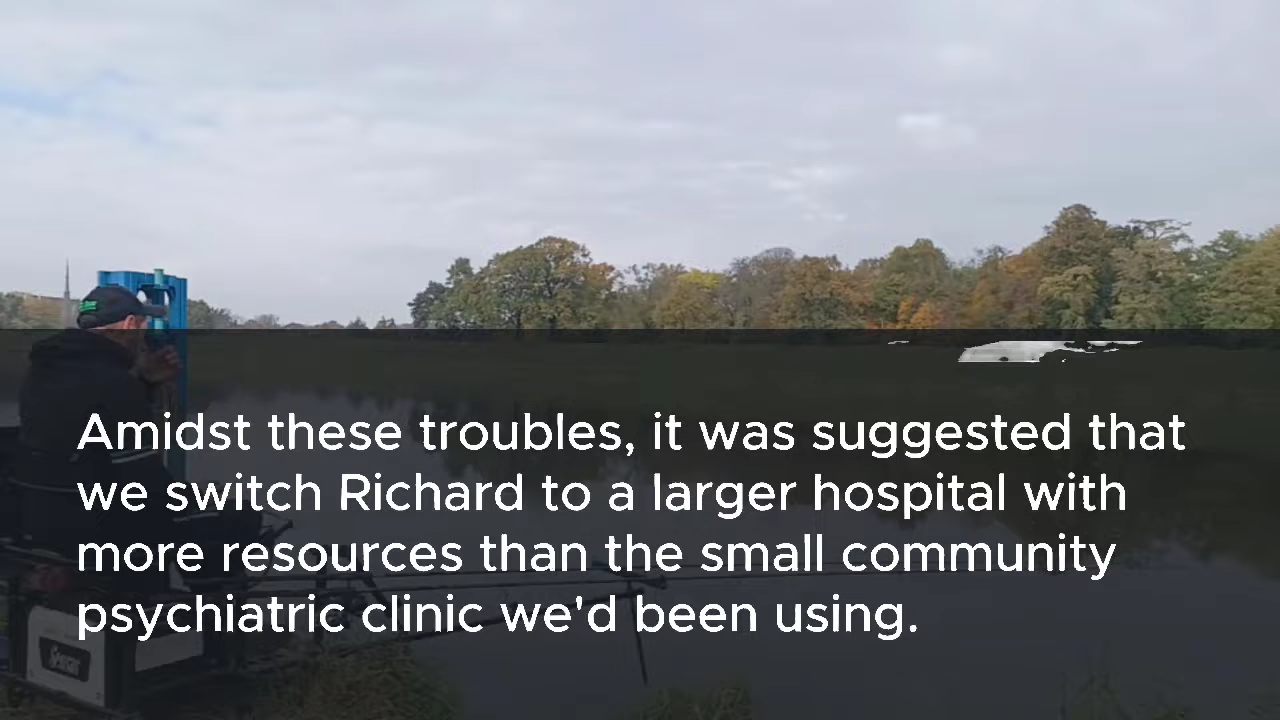 Amidst these troubles, it was suggested that
we switch Richard to a larger hospital with
more resources than the small community
psychiatric clinic we'd been using.